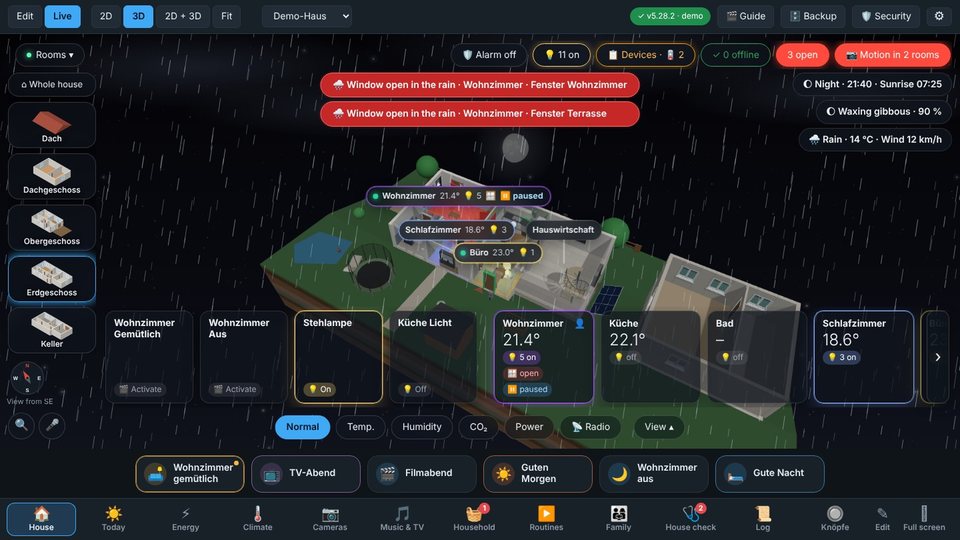 Edit
Live
2D
3D
2D + 3D
Fit
Demo-Haus
✓ v5.28.2 · demo
Guide
Backup
Security
Rooms ▾
Alarm off
11 on
Devices · 2
✓ 0 offline
3 open
Motion in 2 rooms
⌂ Whole house
Window open in the rain · Wohnzimmer · Fenster Wohnzimmer
Window open in the rain · Wohnzimmer · Fenster Terrasse
Night · 21:40 · Sunrise 07:25
Waxing gibbous · 90 %
Rain · 14 °C · Wind 12 km/h
Dach
Dachgeschoss
Obergeschoss
Erdgeschoss
Keller
Wohnzimmer 21.4° 5 paused
Schlafzimmer 18.6° 3
Hauswirtschaft
Büro 23.0° 1
Wohnzimmer
Gemütlich
Activate
Wohnzimmer
Aus
Activate
Stehlampe
On
Küche Licht
Off
Wohnzimmer
21.4°
5 on
open
paused
Küche
22.1°
off
Bad
–
off
Schlafzimmer
18.6°
3 on
N
W E
S
View from SE
Normal
Temp.
Humidity
CO₂
Power
Radio
View ▴
Wohnzimmer
gemütlich
TV-Abend
Filmabend
Guten
Morgen
Wohnzimmer
aus
Gute Nacht
House
Today
Energy
Climate
Cameras
Music & TV
1
Household
Routines
Family
2
House check
Log
Knöpfe
Edit
Full screen